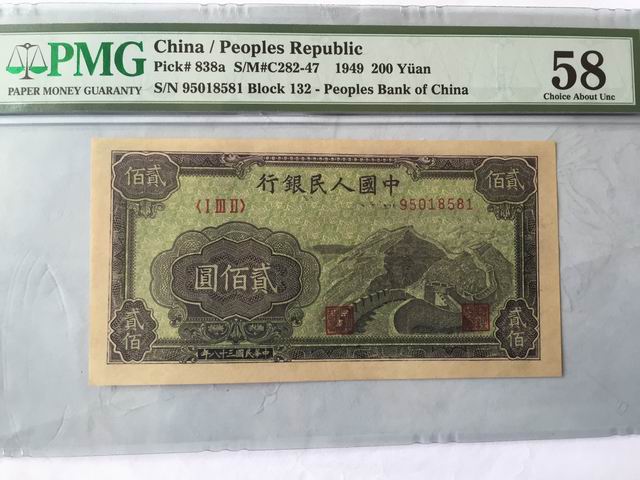 PMG
PAPER MONEY GUARANTY
China / Peoples Republic
Pick# 838a S/M#C282-47 1949 200 Yüan
S/N 95018581 Block 132 - Peoples Bank of China
58
Choice About Unc
佰貳
行銀民人國中
佰貳
〈I III II〉
95018581
圓佰貳
貳佰
貳佰
年八十三國民華中